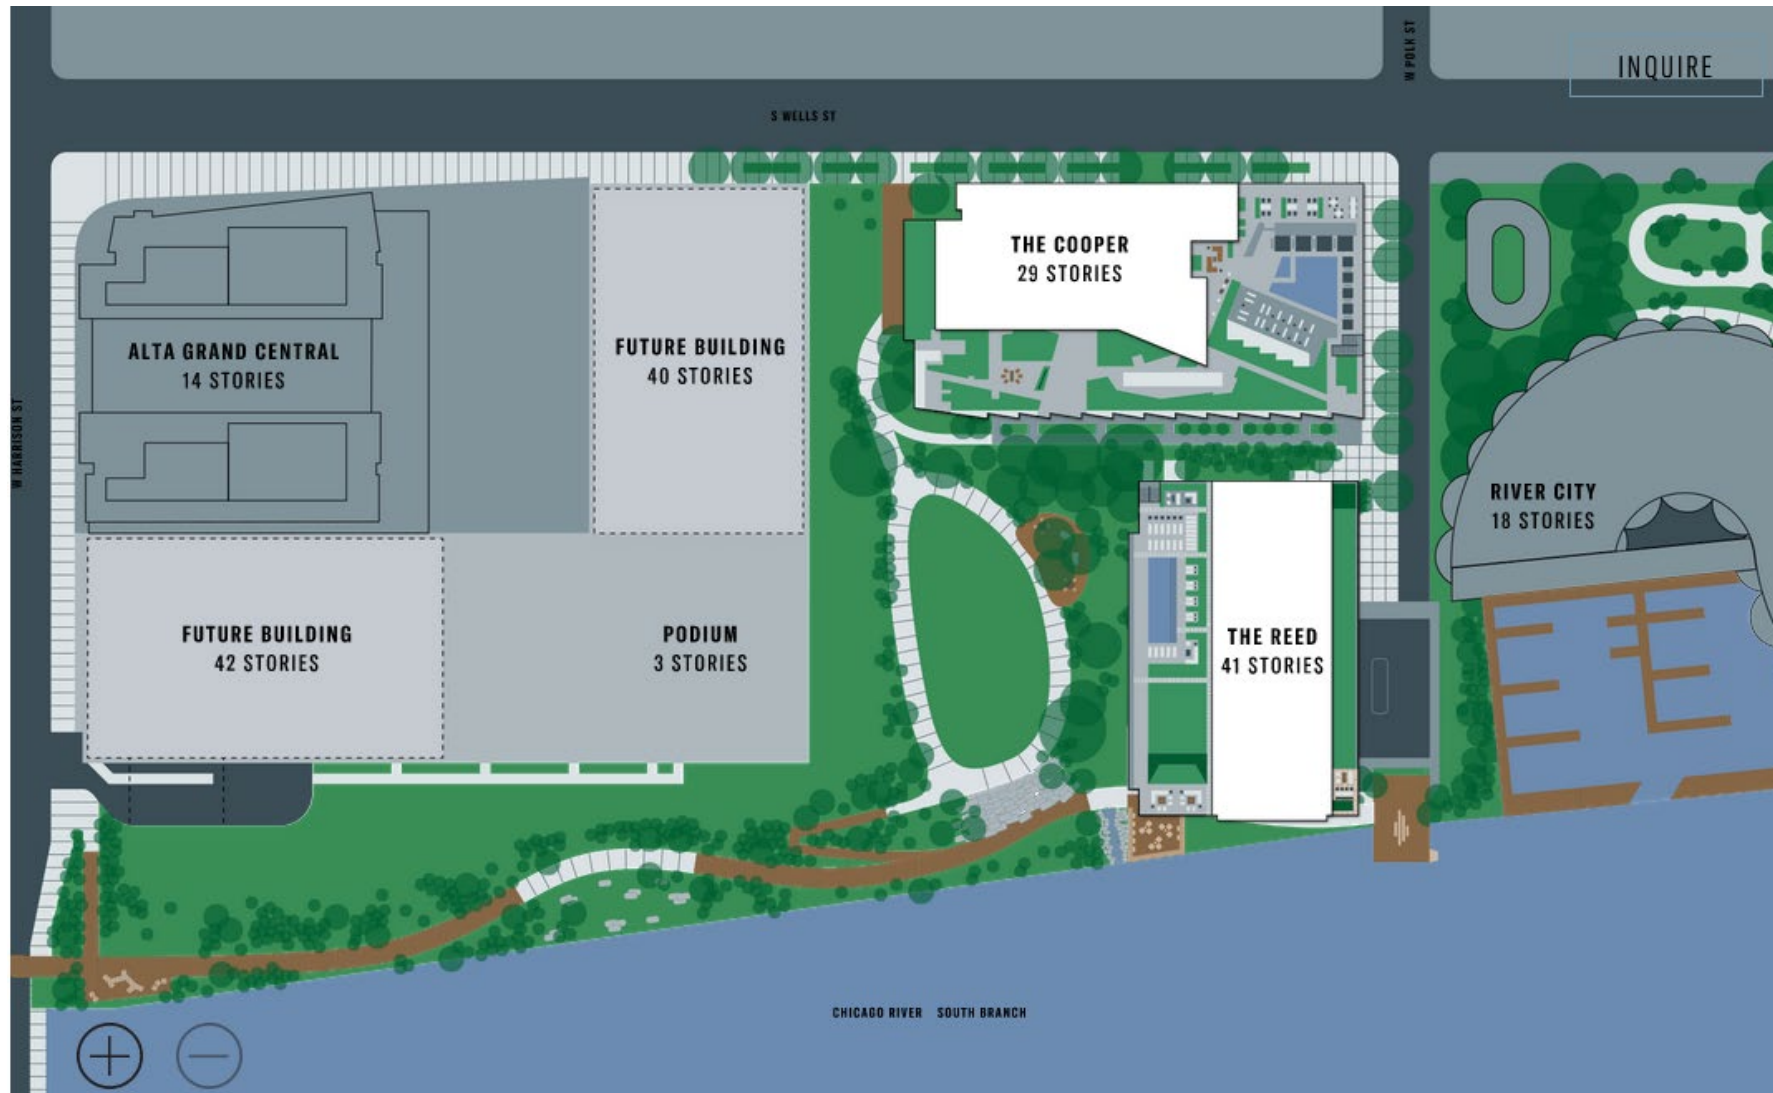 W POLK ST
INQUIRE
S WELLS ST
THE COOPER
29 STORIES
ALTA GRAND CENTRAL
14 STORIES
FUTURE BUILDING
40 STORIES
W HARRISON ST
RIVER CITY
18 STORIES
FUTURE BUILDING
42 STORIES
PODIUM
3 STORIES
THE REED
41 STORIES
CHICAGO RIVER SOUTH BRANCH